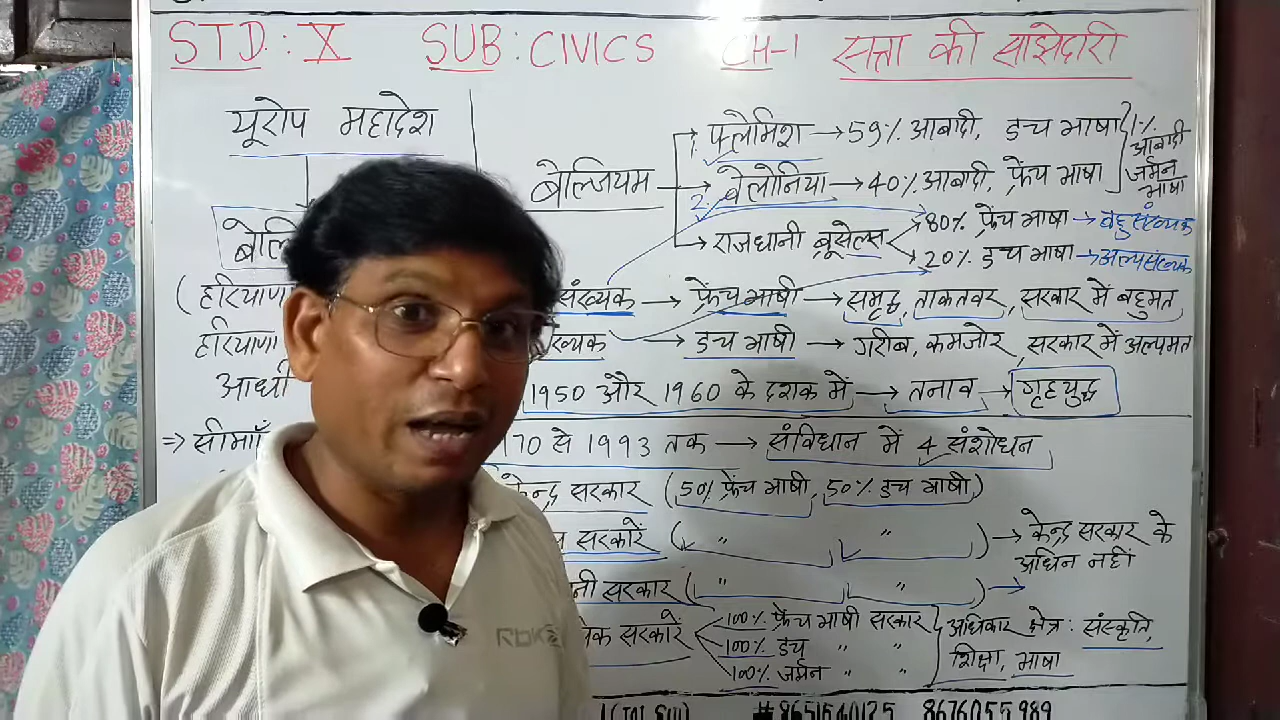 STD.: X SUB: CIVICS CH-1 सत्ता की साझेदारी
यूरोप महादेश
बेल्जियम
1. फ्लेमिश → 59% आबादी, डच भाषा
2. वेलोनिया → 40% आबादी, फ्रेंच भाषा
1% आबादी जर्मन भाषा
राजधानी ब्रूसेल्स
80% फ्रेंच भाषा → बहुसंख्यक
20% डच भाषा → अल्पसंख्यक
(हरियाणा
हरियाणा
आधी
संख्यक → फ्रेंच भाषी → समृद्ध, ताकतवर, सरकार में बहुमत
ख्यक → डच भाषी → गरीब, कमजोर, सरकार में अल्पमत
1950 और 1960 के दशक में → तनाव → गृहयुद्ध
⇒ सीमाएँ
70 से 1993 तक → संविधान में 4 संशोधन
केन्द्र सरकार (50% फ्रेंच भाषी, 50% डच भाषी)
सरकारें ( " " ) → केन्द्र सरकार के अधिन नहीं
नी सरकार ( " " ) →
यिक सरकारें
100% फ्रेंच भाषी सरकार
100% डच " "
100% जर्मन " "
अधिकार क्षेत्र: संस्कृति,
शिक्षा, भाषा
8676055989